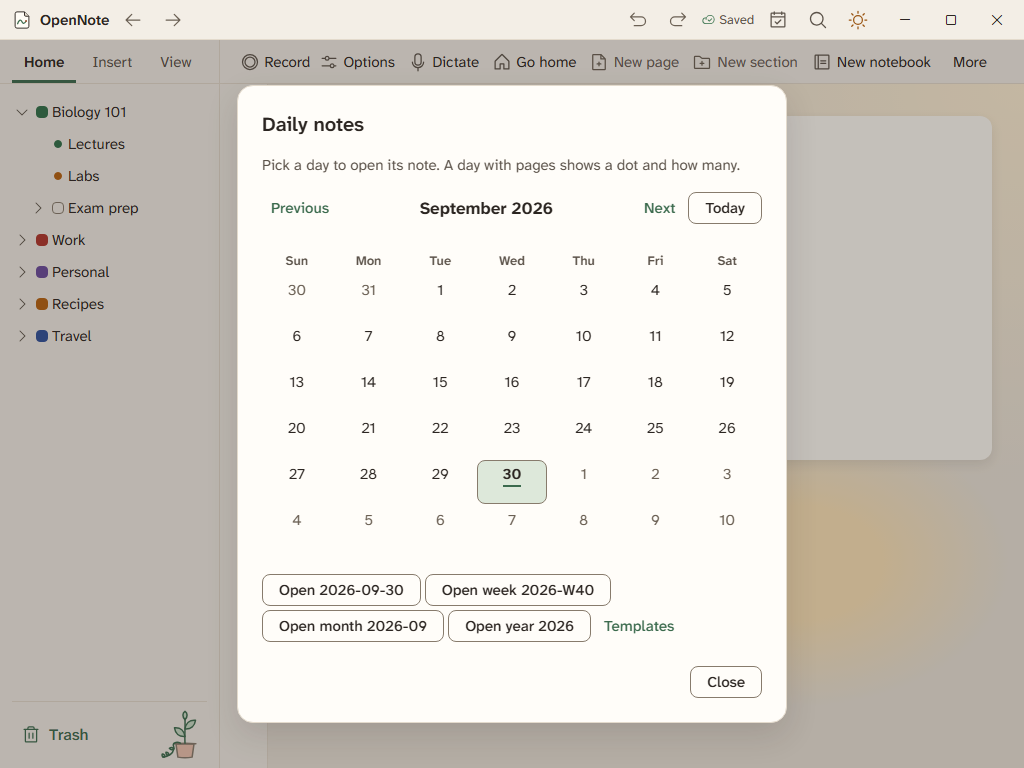 OpenNote
Saved
Home Insert View
Record Options Dictate Go home New page New section New notebook More
Biology 101
Lectures
Labs
Exam prep
Work
Personal
Recipes
Travel
Trash
Daily notes
Pick a day to open its note. A day with pages shows a dot and how many.
Previous September 2026 Next Today
Sun Mon Tue Wed Thu Fri Sat
30 31 1 2 3 4 5
6 7 8 9 10 11 12
13 14 15 16 17 18 19
20 21 22 23 24 25 26
27 28 29 30 1 2 3
4 5 6 7 8 9 10
Open 2026-09-30 Open week 2026-W40
Open month 2026-09 Open year 2026 Templates
Close